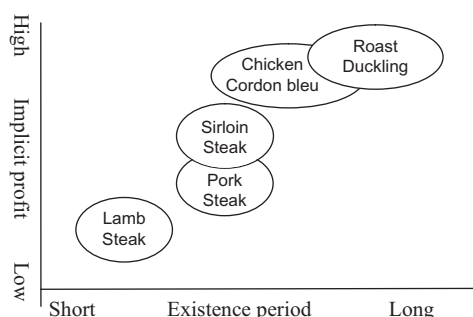 High
Implicit profit
Low
Roast
Duckling
Chicken
Cordon bleu
Sirloin
Steak
Pork
Steak
Lamb
Steak
Short
Existence period
Long